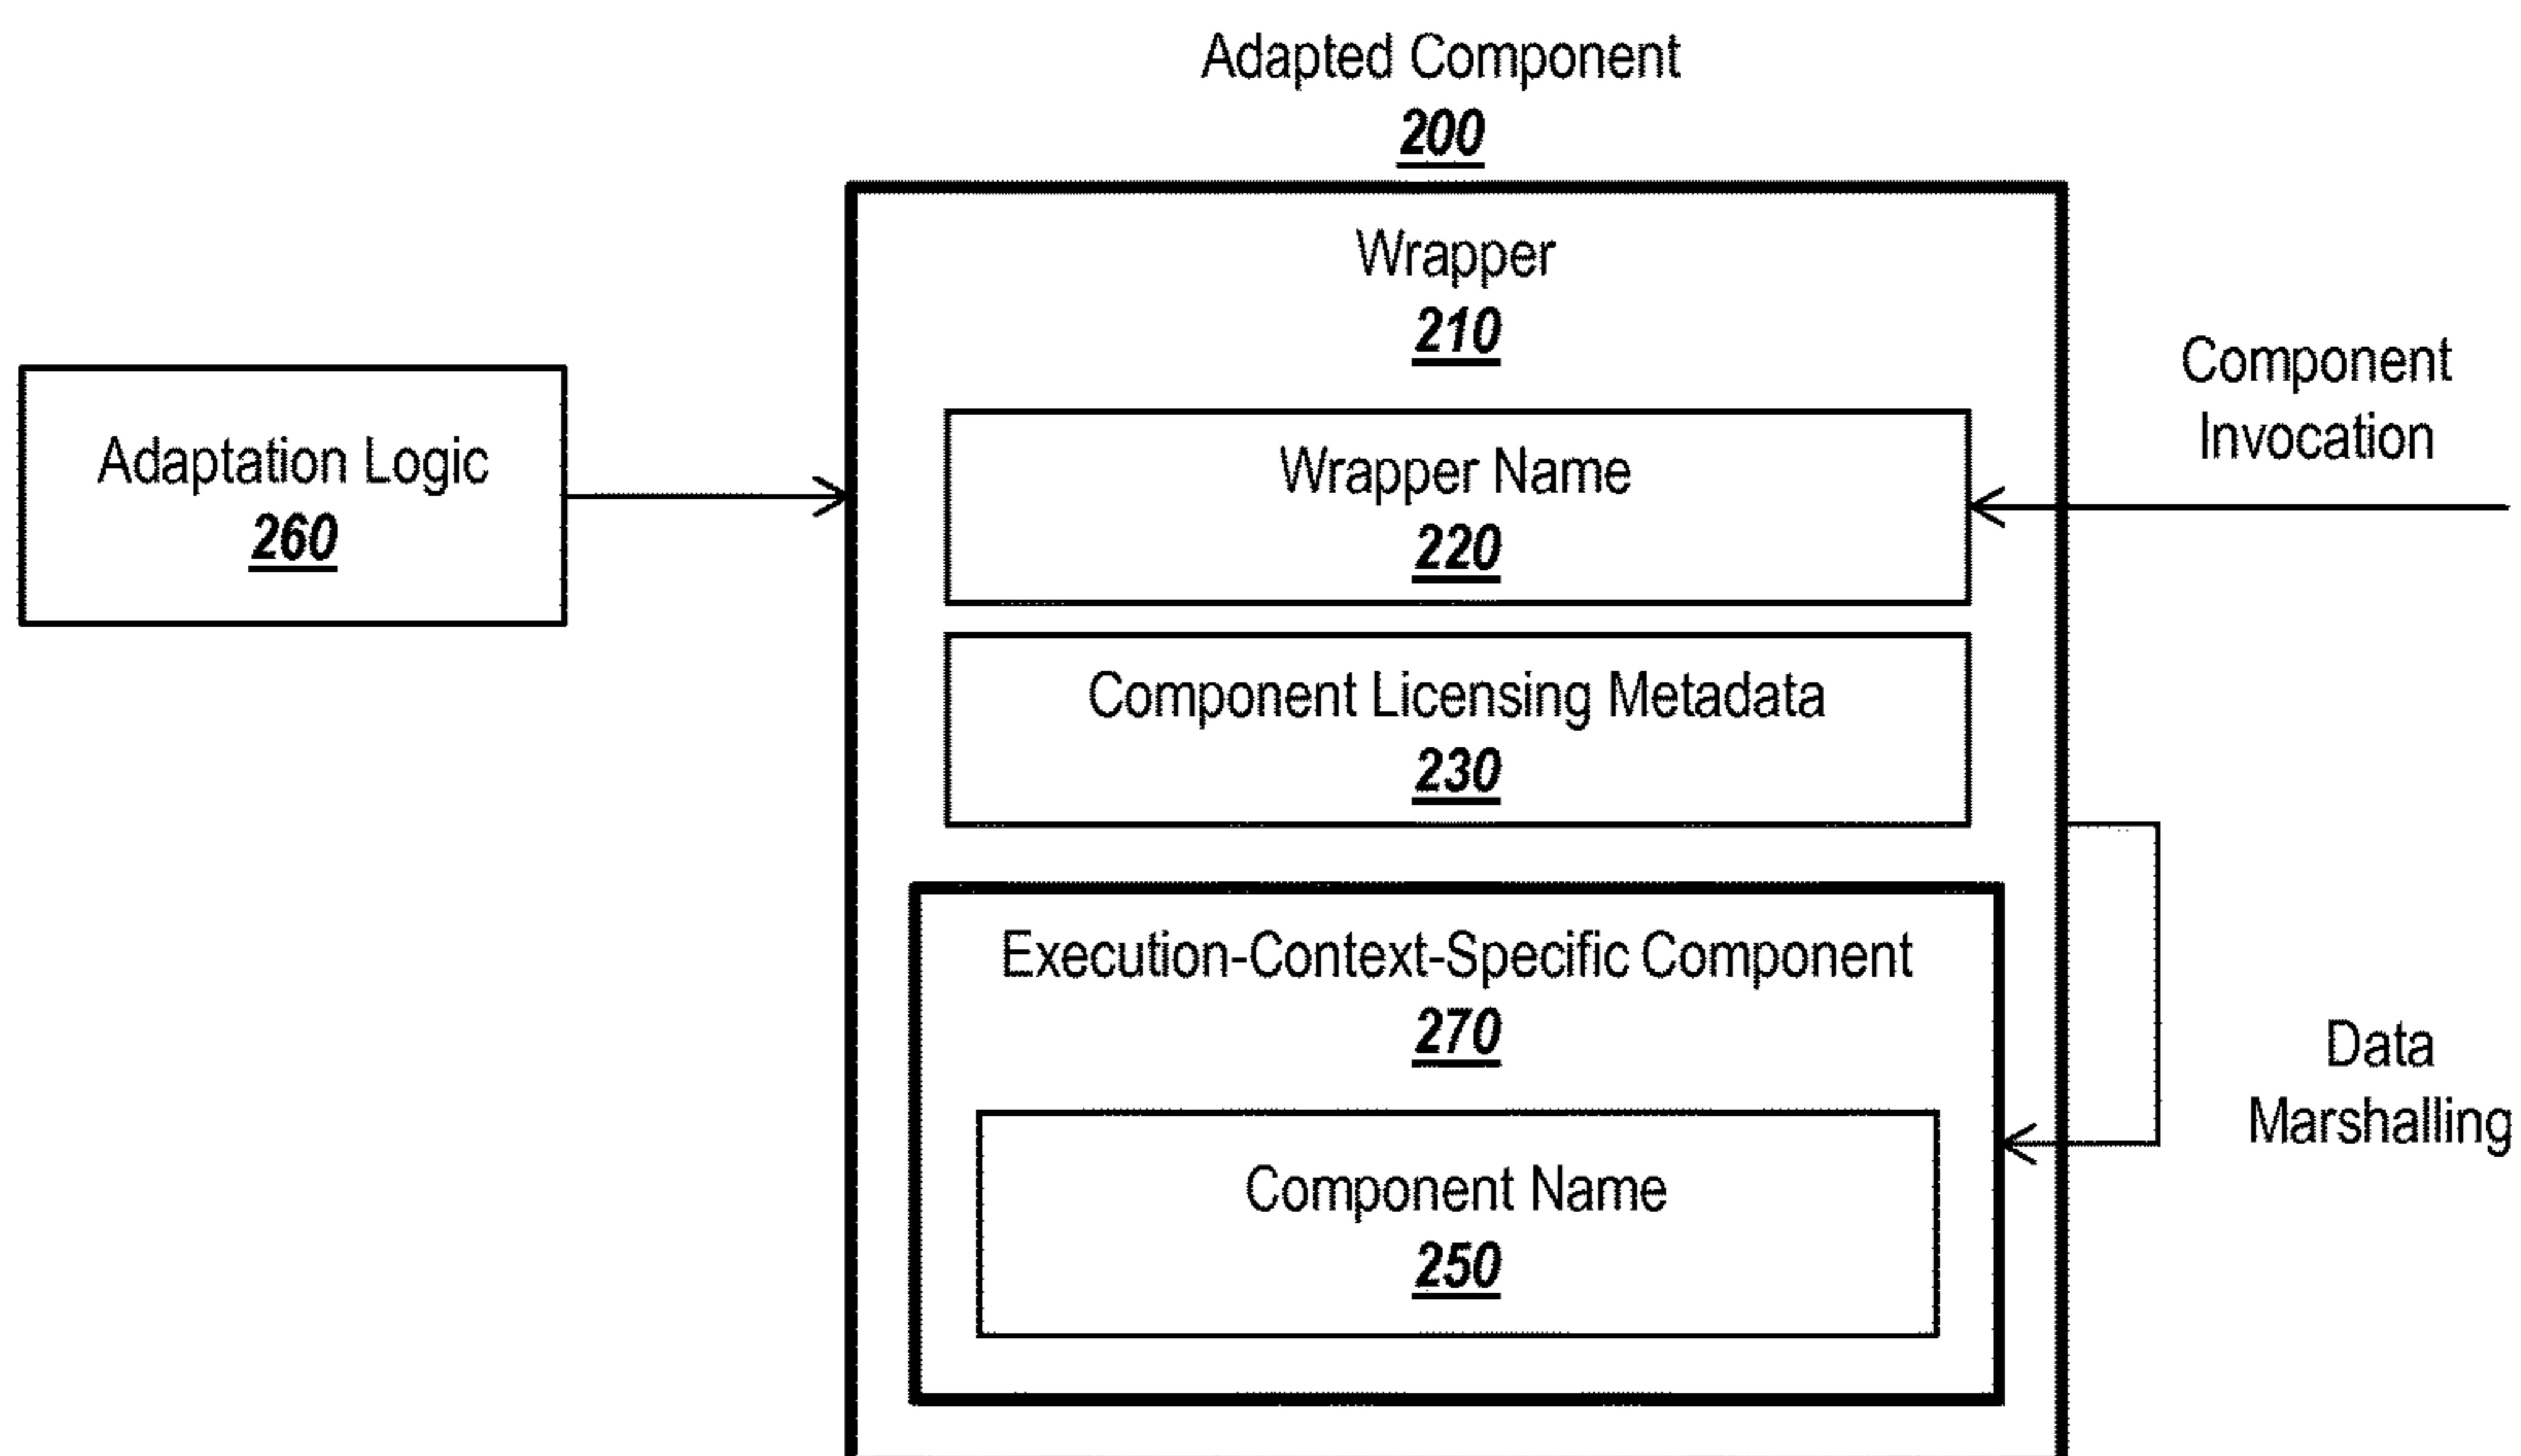 Adapted Component
200
Wrapper
210
Adaptation Logic
260
Wrapper Name
220
Component
Invocation
Component Licensing Metadata
230
Execution-Context-Specific Component
270
Data
Marshalling
Component Name
250